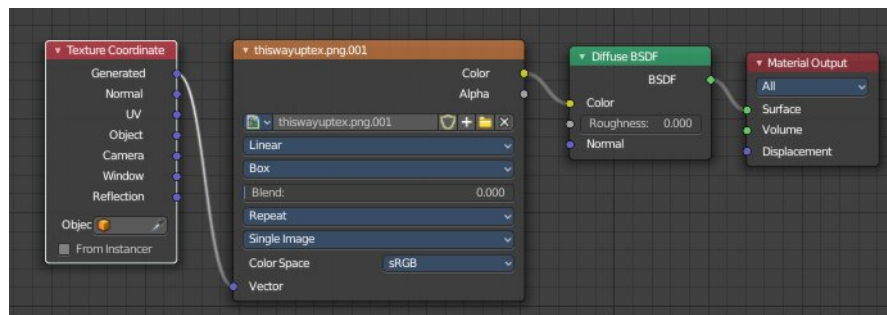 Texture Coordinate
Generated
Normal
UV
Object
Camera
Window
Reflection
Objec
From Instancer
thiswayuptex.png.001
Color
Alpha
thiswayuptex.png.001
Linear
Box
Blend: 0.000
Repeat
Single Image
Color Space sRGB
Vector
Diffuse BSDF
BSDF
Color
Roughness: 0.000
Normal
Material Output
All
Surface
Volume
Displacement